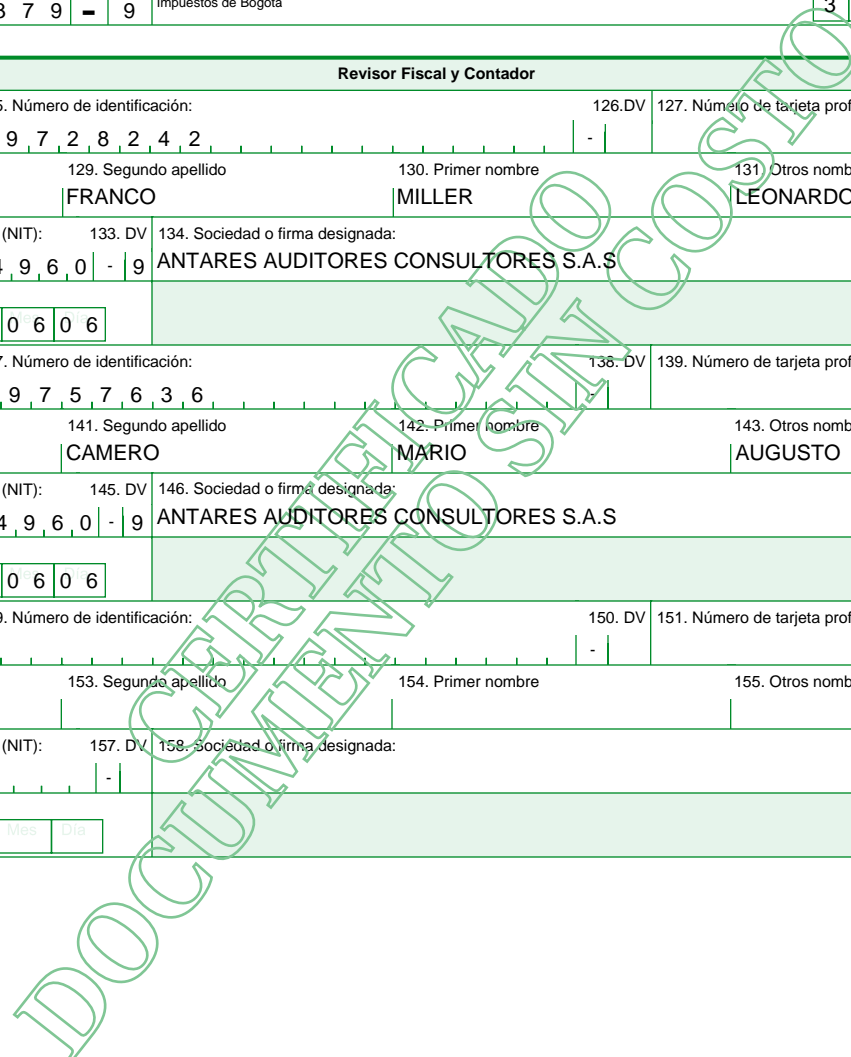 3 7 9 - 9 Impuestos de Bogotá 3
Revisor Fiscal y Contador
5. Número de identificación: 126.DV 127. Número de tarjeta prof
9 7 2 8 2 4 2 -
129. Segundo apellido 130. Primer nombre 131. Otros nomb
FRANCO MILLER LEONARDO
(NIT): 133. DV 134. Sociedad o firma designada:
4 9 6 0 - 9 ANTARES AUDITORES CONSULTORES S.A.S
Mes Día
0 6 0 6
7. Número de identificación: 138. DV 139. Número de tarjeta prof
9 7 5 7 6 3 6 -
141. Segundo apellido 142. Primer nombre 143. Otros nomb
CAMERO MARIO AUGUSTO
(NIT): 145. DV 146. Sociedad o firma designada:
4 9 6 0 - 9 ANTARES AUDITORES CONSULTORES S.A.S
Mes Día
0 6 0 6
9. Número de identificación: 150. DV 151. Número de tarjeta prof
-
153. Segundo apellido 154. Primer nombre 155. Otros nomb
(NIT): 157. DV 158. Sociedad o firma designada:
-
Mes Día
CERTIFICADO
DOCUMENTO SIN COSTO